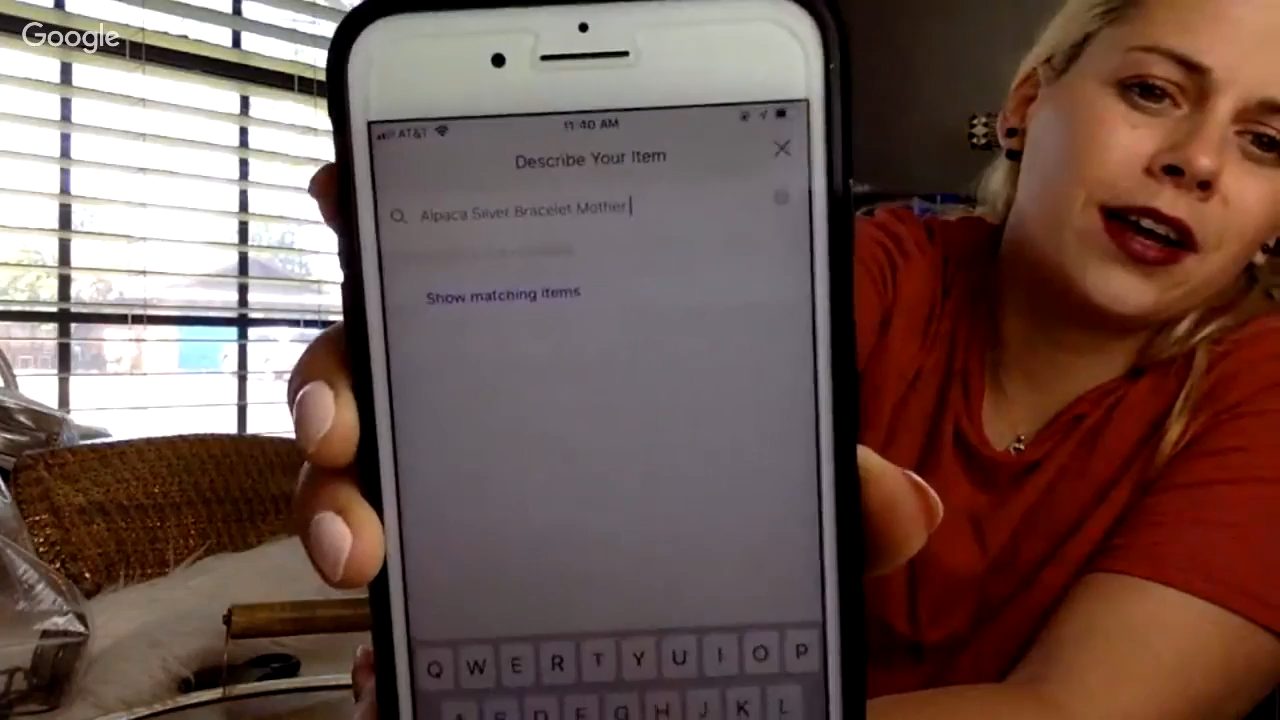 Google
AT&T 11:40 AM
Describe Your Item
Alpaca Silver Bracelet Mother
Show matching items
Q W E R T Y U I O P
A S D F G H J K L